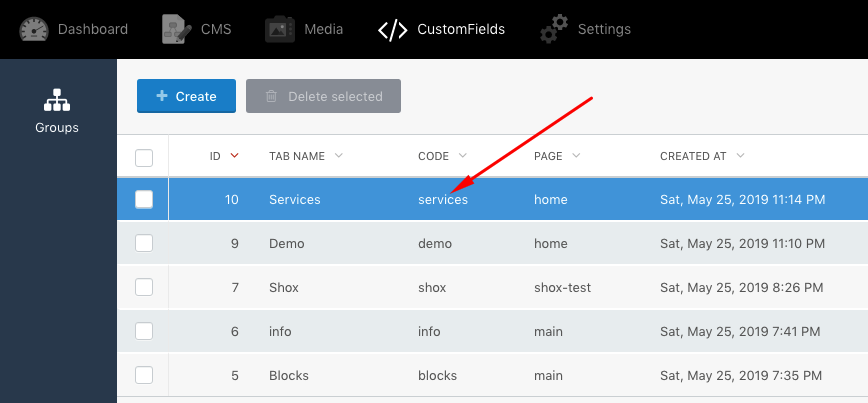 Dashboard CMS Media CustomFields Settings
Groups
+ Create Delete selected
ID TAB NAME CODE PAGE CREATED AT
10 Services services home Sat, May 25, 2019 11:14 PM
9 Demo demo home Sat, May 25, 2019 11:10 PM
7 Shox shox shox-test Sat, May 25, 2019 8:26 PM
6 info info main Sat, May 25, 2019 7:41 PM
5 Blocks blocks main Sat, May 25, 2019 7:35 PM